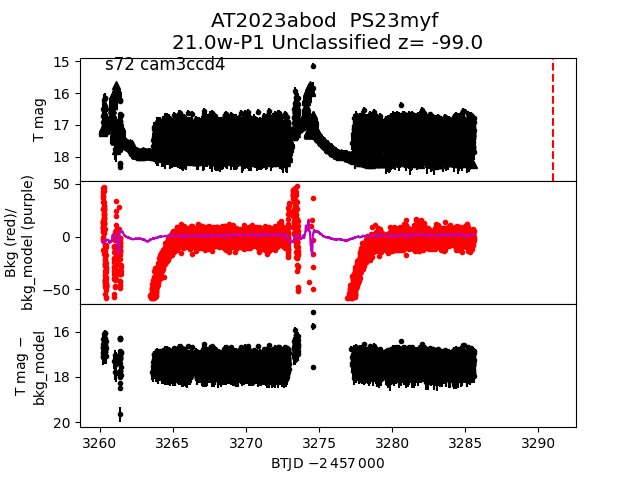 AT2023abod  PS23myf
21.0w-P1 Unclassified z= -99.0
s72 cam3ccd4
T mag
15
16
17
18
Bkg (red)/
bkg_model (purple)
50
0
−50
T mag −
bkg_model
16
18
20
3260 3265 3270 3275 3280 3285 3290
BTJD −2 457 000